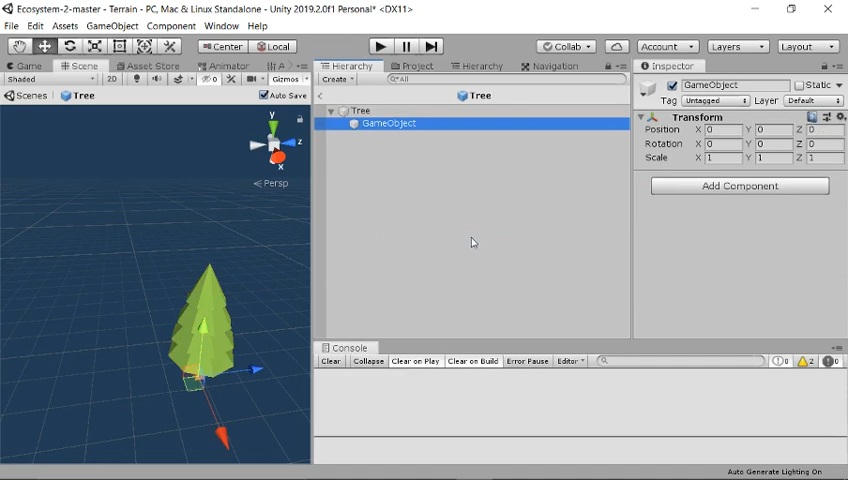 Ecosystem-2-master - Terrain - PC, Mac & Linux Standalone - Unity 2019.2.0f1 Personal* <DX11>
File Edit Assets GameObject Component Window Help
Center Local Collab Account Layers Layout
Game Scene Asset Store Animator A Hierarchy Project Hierarchy Navigation Inspector
Shaded 2D 0 Gizmos Create All GameObject Static
Scenes Tree Auto Save Tree Tag Untagged Layer Default
Tree
GameObject
Transform
Position X 0 Y 0 Z 0
Rotation X 0 Y 0 Z 0
Scale X 1 Y 1 Z 1
Add Component
y
z
x
Persp
Console
Clear Collapse Clear on Play Clear on Build Error Pause Editor 0 2 0
Auto Generate Lighting On